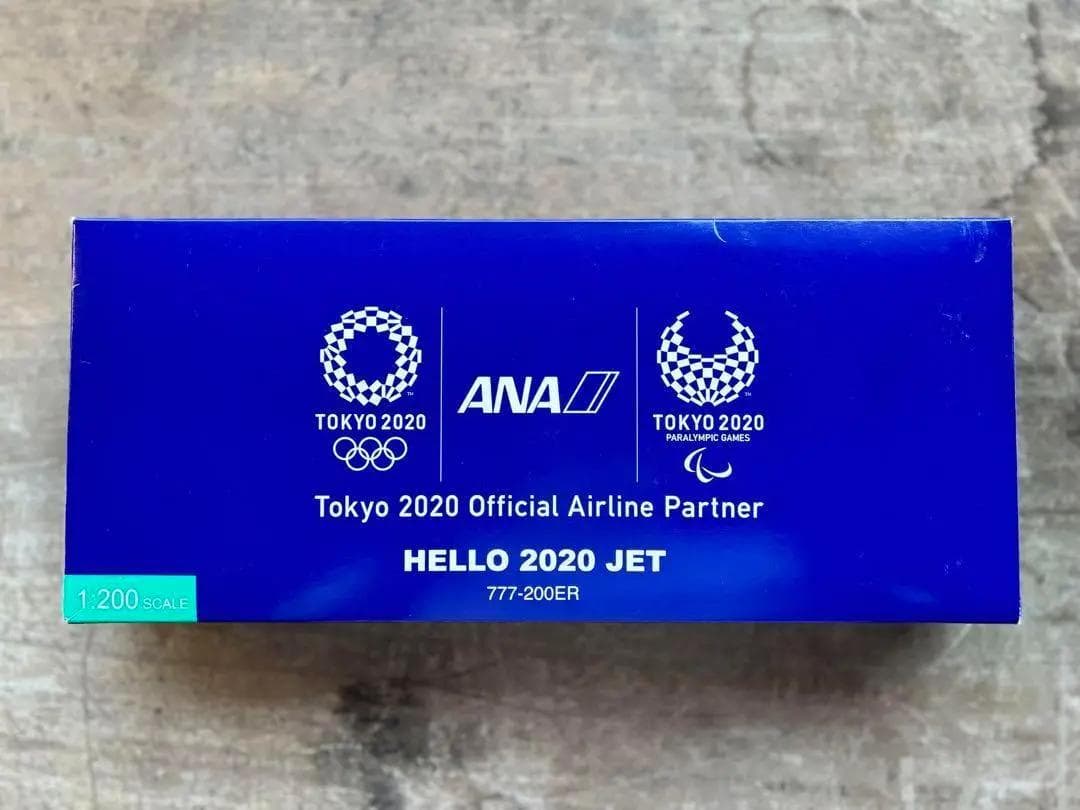 TOKYO 2020
ANA
TOKYO 2020
PARALYMPIC GAMES
Tokyo 2020 Official Airline Partner
HELLO 2020 JET
777-200ER
1:200 SCALE